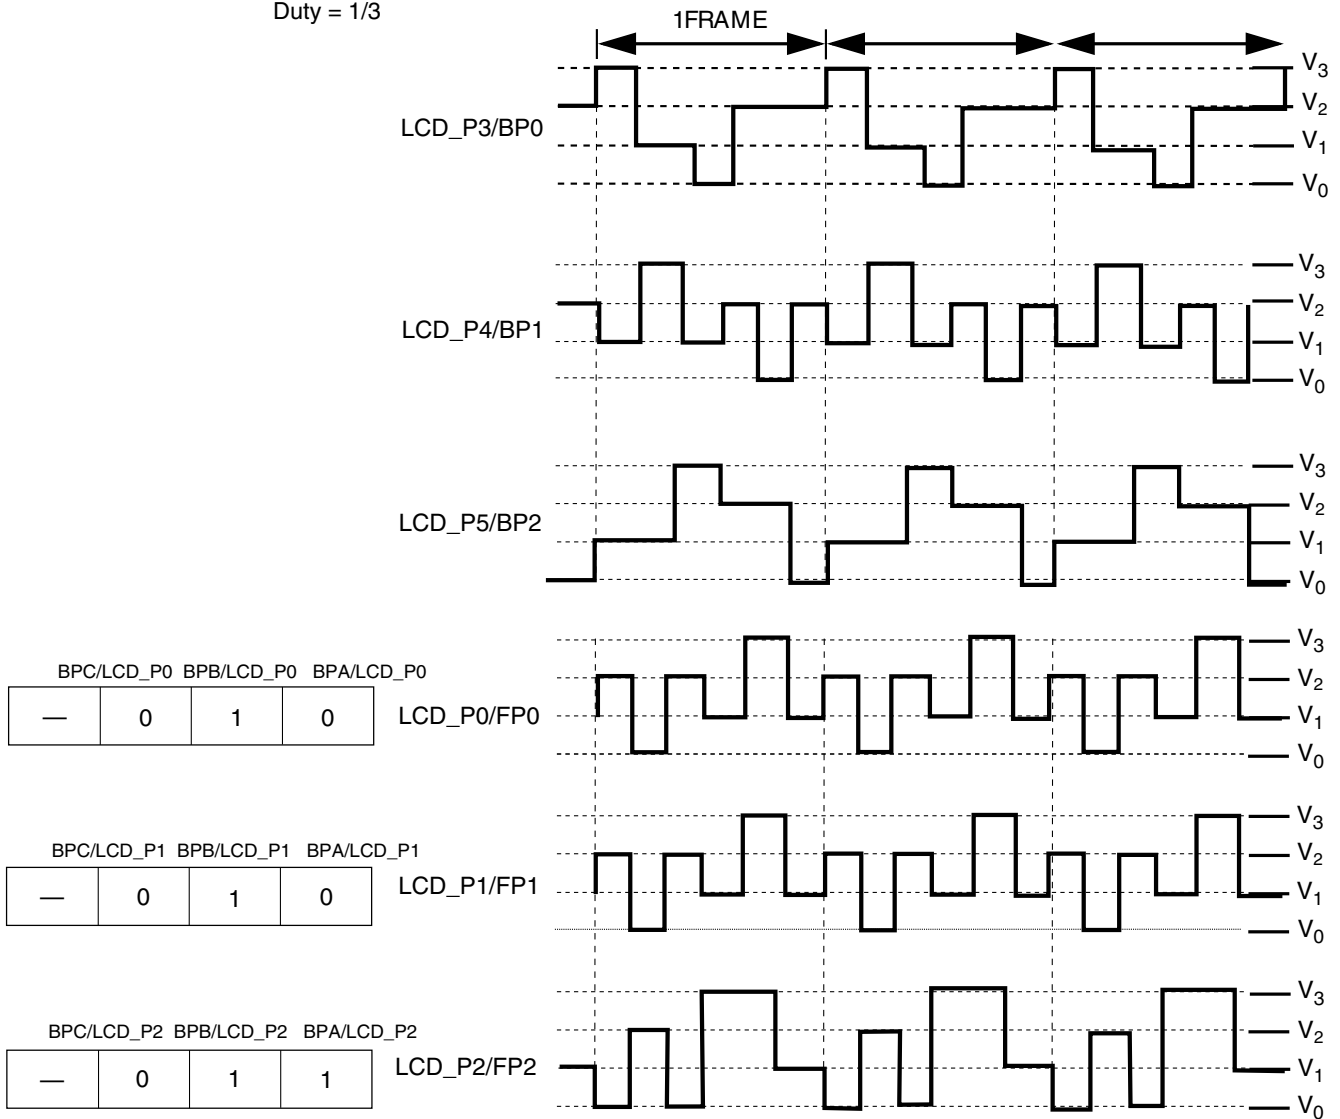 Duty = 1/3
1FRAME
LCD_P3/BP0
V3
V2
V1
V0
LCD_P4/BP1
V3
V2
V1
V0
LCD_P5/BP2
V3
V2
V1
V0
BPC/LCD_P0 BPB/LCD_P0 BPA/LCD_P0
— 0 1 0
LCD_P0/FP0
V3
V2
V1
V0
BPC/LCD_P1 BPB/LCD_P1 BPA/LCD_P1
— 0 1 0
LCD_P1/FP1
V3
V2
V1
V0
BPC/LCD_P2 BPB/LCD_P2 BPA/LCD_P2
— 0 1 1
LCD_P2/FP2
V3
V2
V1
V0